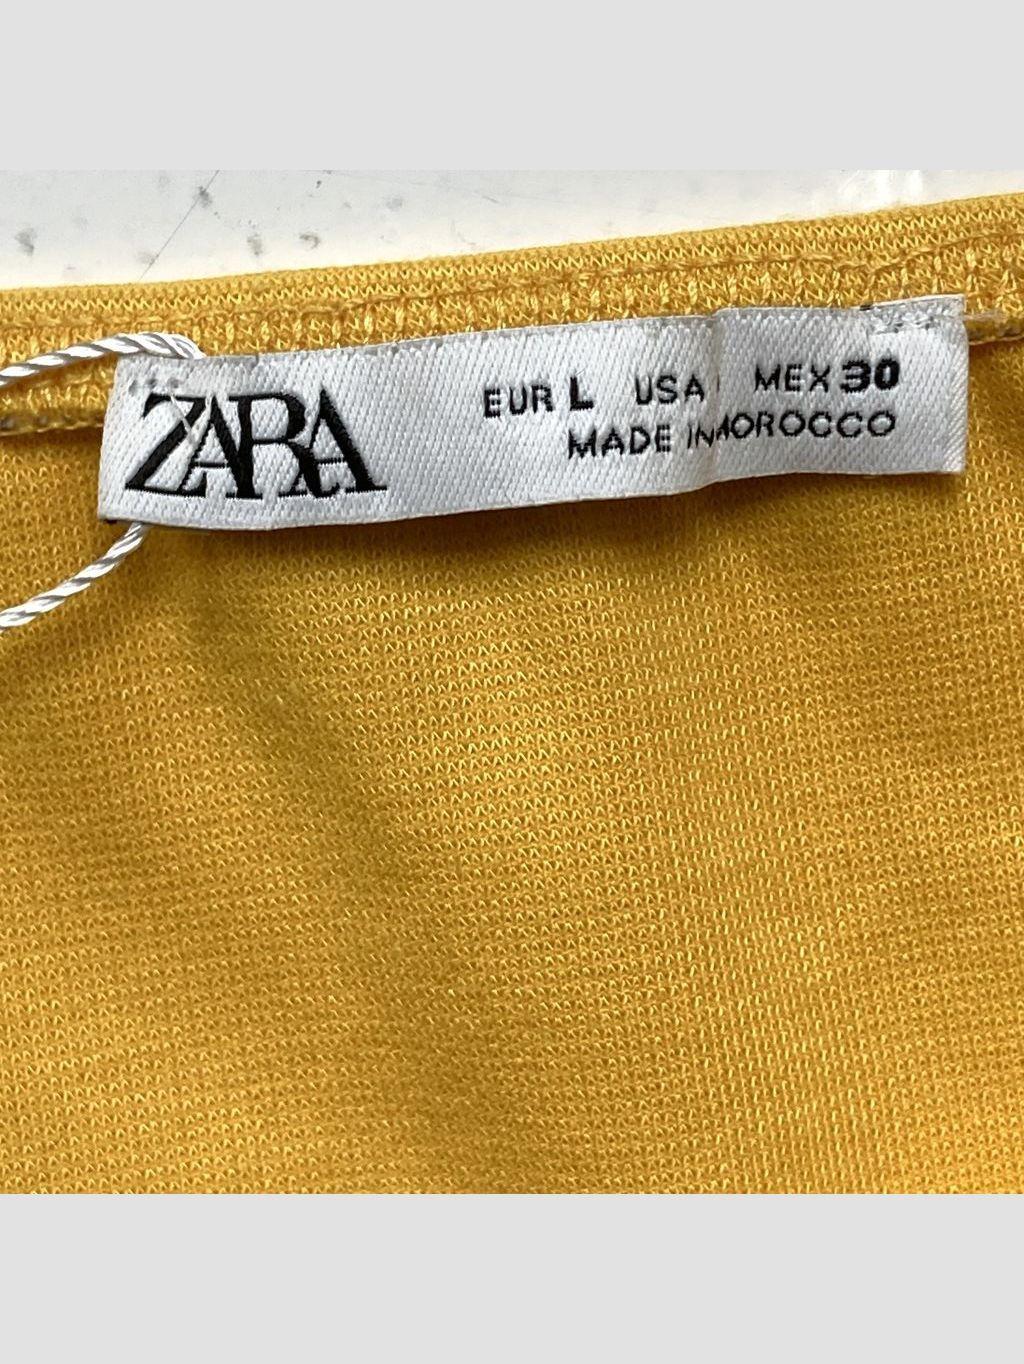 ZARA
EUR L USA MEX 30
MADE IN MOROCCO